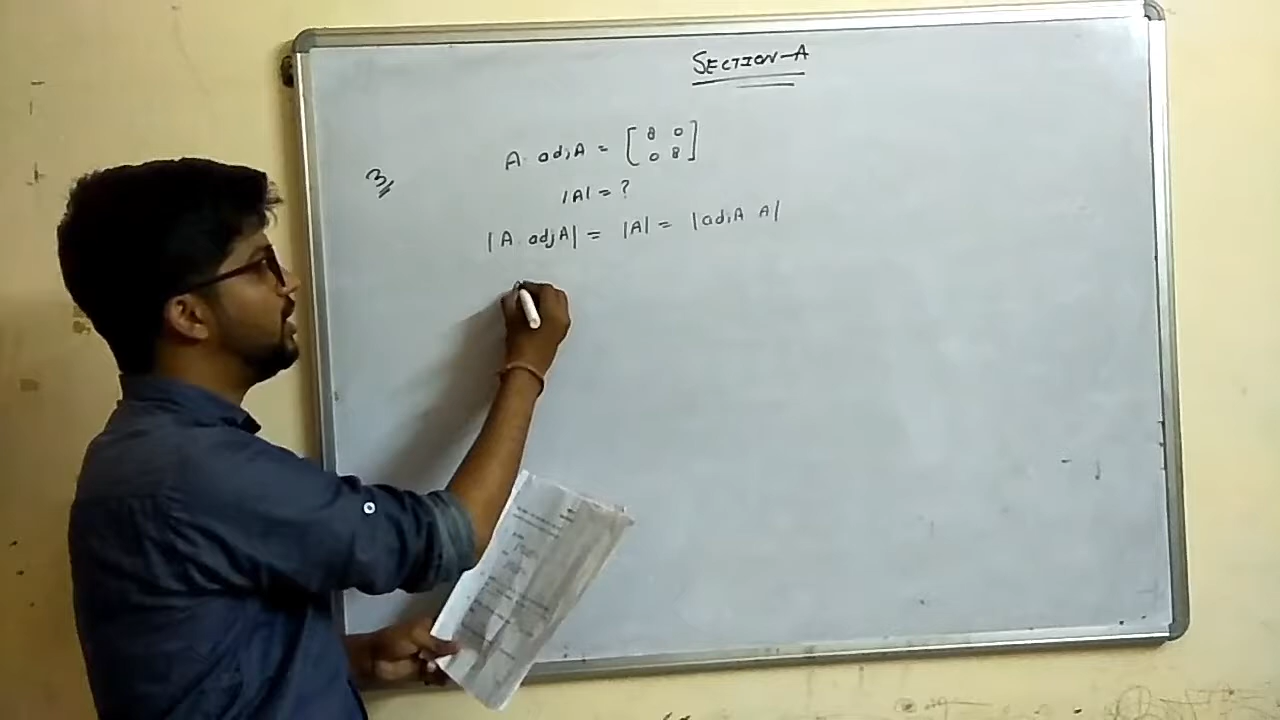 SECTION-A
3
A. adjA = [8 0
0 8]
|A| = ?
|A adjA| = |A| = |adjA A|